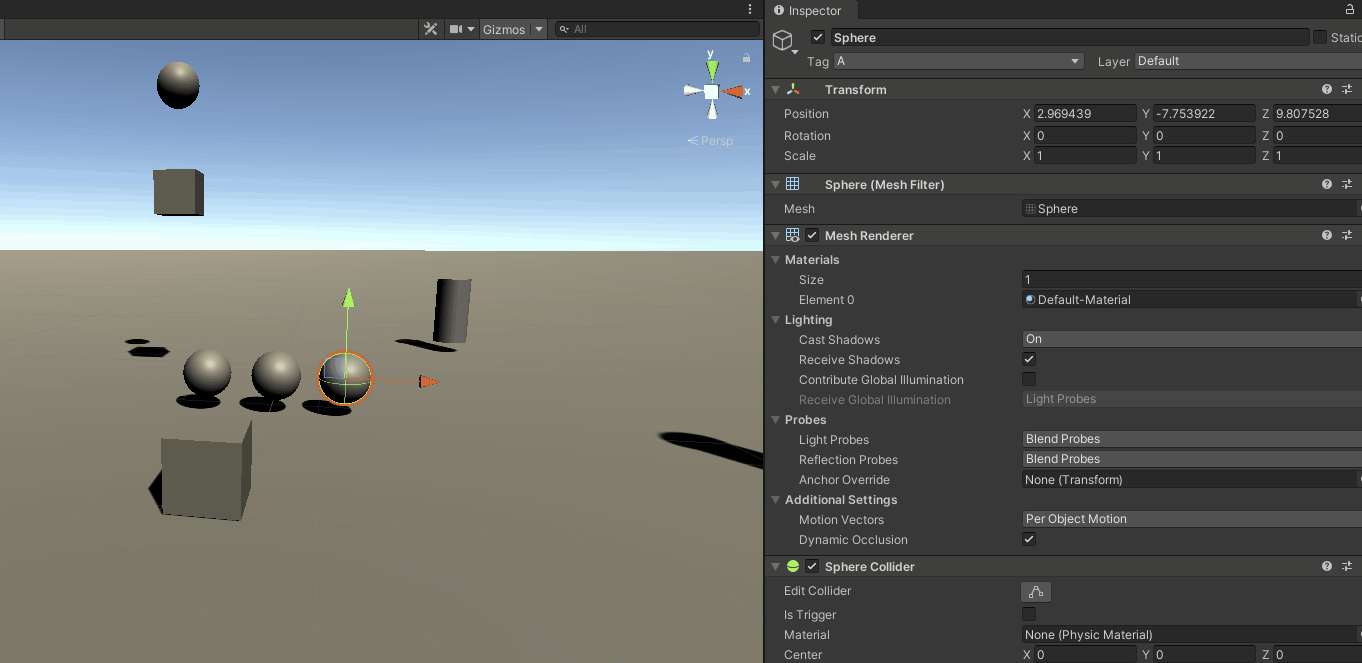 Inspector
Gizmos
All
Sphere
Static
Tag A Layer Default
y
x
Persp
Transform
Position X 2.969439 Y -7.753922 Z 9.807528
Rotation X 0 Y 0 Z 0
Scale X 1 Y 1 Z 1
Sphere (Mesh Filter)
Mesh Sphere
Mesh Renderer
Materials
Size 1
Element 0 Default-Material
Lighting
Cast Shadows On
Receive Shadows
Contribute Global Illumination
Receive Global Illumination Light Probes
Probes
Light Probes Blend Probes
Reflection Probes Blend Probes
Anchor Override None (Transform)
Additional Settings
Motion Vectors Per Object Motion
Dynamic Occlusion
Sphere Collider
Edit Collider
Is Trigger
Material None (Physic Material)
Center X 0 Y 0 Z 0